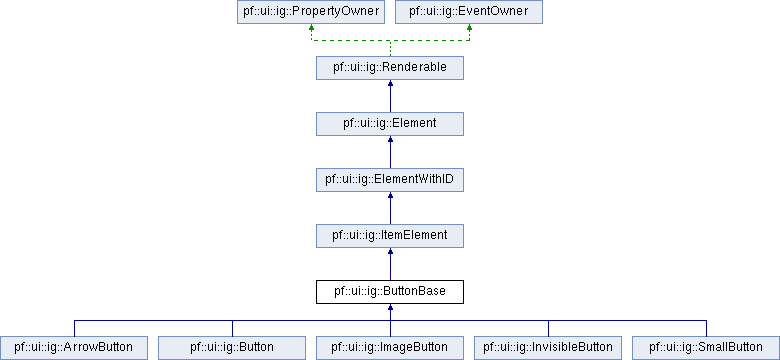 pf::ui::ig::PropertyOwner
pf::ui::ig::EventOwner
pf::ui::ig::Renderable
pf::ui::ig::Element
pf::ui::ig::ElementWithID
pf::ui::ig::ItemElement
pf::ui::ig::ButtonBase
pf::ui::ig::ArrowButton
pf::ui::ig::Button
pf::ui::ig::ImageButton
pf::ui::ig::InvisibleButton
pf::ui::ig::SmallButton